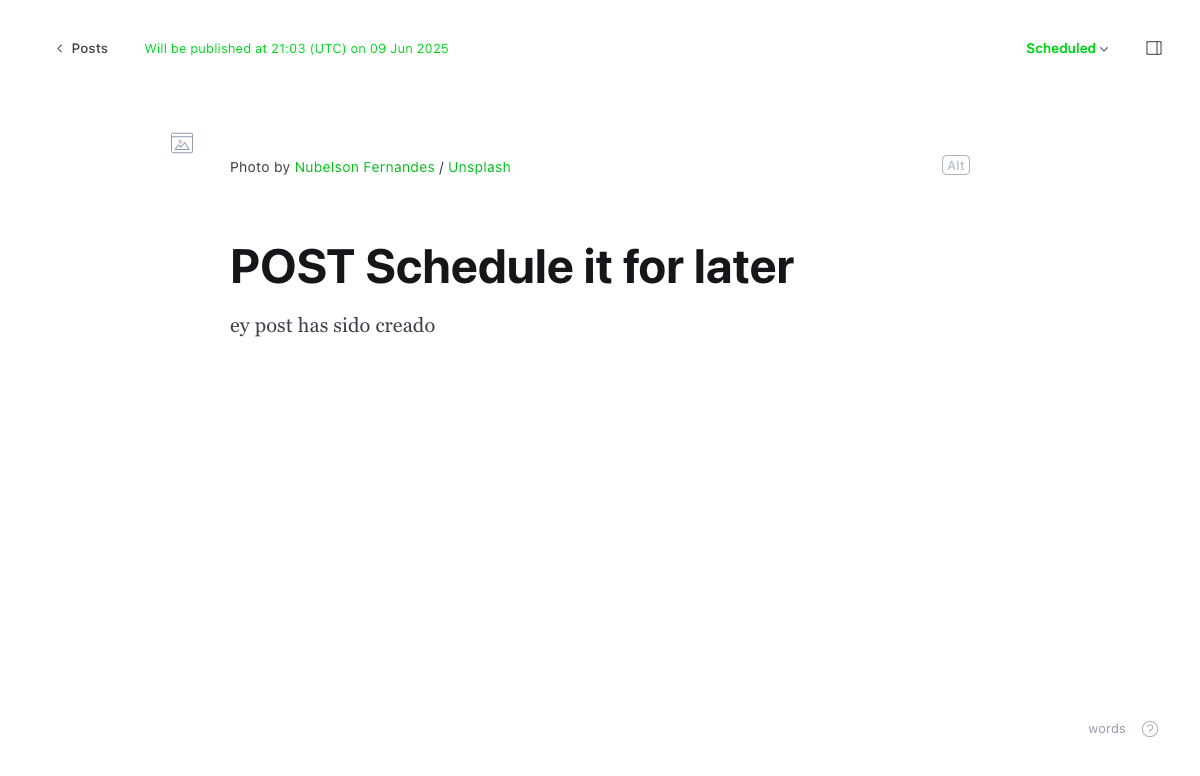 Posts
Will be published at 21:03 (UTC) on 09 Jun 2025
Scheduled
Photo by Nubelson Fernandes / Unsplash
Alt
POST Schedule it for later
ey post has sido creado
words
?